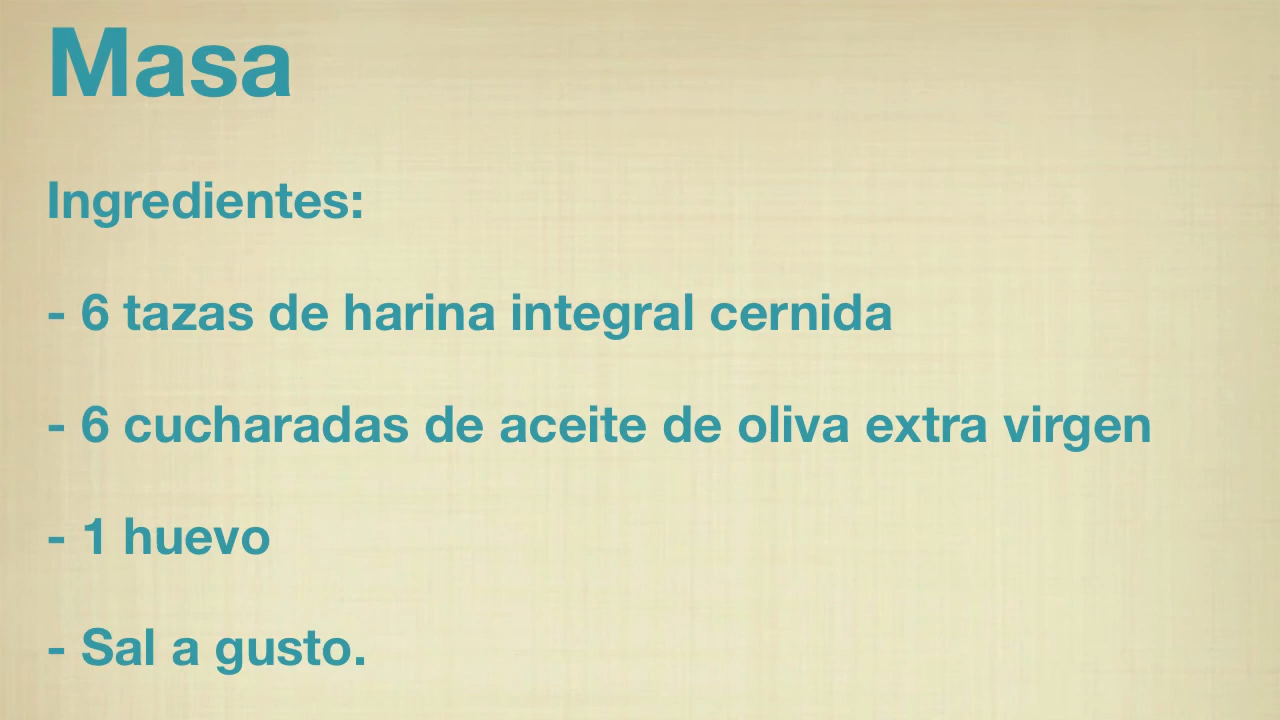 Masa
Ingredientes:
- 6 tazas de harina integral cernida
- 6 cucharadas de aceite de oliva extra virgen
- 1 huevo
- Sal a gusto.